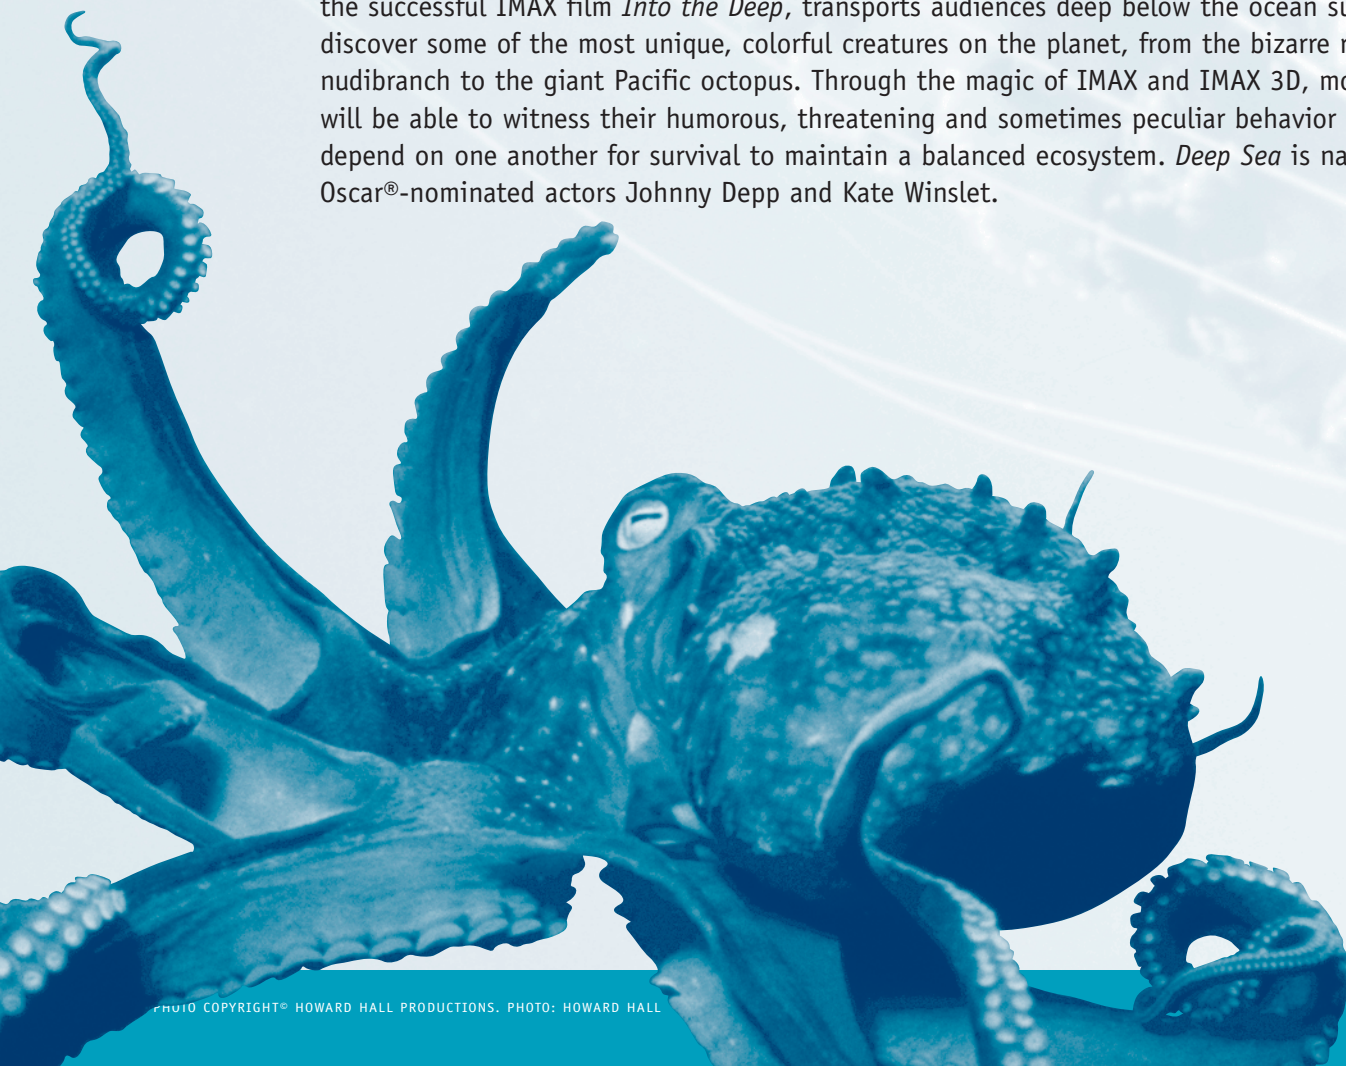 the successful IMAX film Into the Deep, transports audiences deep below the ocean
discover some of the most unique, colorful creatures on the planet, from the bizarre
nudibranch to the giant Pacific octopus. Through the magic of IMAX and IMAX 3D,
will be able to witness their humorous, threatening and sometimes peculiar behavior
depend on one another for survival to maintain a balanced ecosystem. Deep Sea is
Oscar®-nominated actors Johnny Depp and Kate Winslet.
PHOTO COPYRIGHT© HOWARD HALL PRODUCTIONS. PHOTO: HOWARD HALL